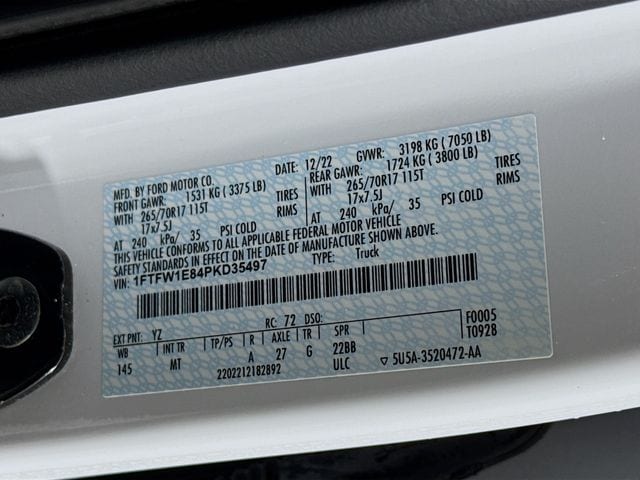 MFD. BY FORD MOTOR CO. DATE: 12/22 GVWR: 3198 KG ( 7050 LB)
FRONT GAWR: 1531 KG ( 3375 LB) REAR GAWR: 1724 KG ( 3800 LB)
WITH 265/70R17 115T TIRES WITH 265/70R17 115T TIRES
17x7.5J RIMS 17x7.5J RIMS
AT 240 kPa/ 35 PSI COLD AT 240 kPa/ 35 PSI COLD
THIS VEHICLE CONFORMS TO ALL APPLICABLE FEDERAL MOTOR VEHICLE
SAFETY STANDARDS IN EFFECT ON THE DATE OF MANUFACTURE SHOWN ABOVE.
VIN: 1FTFW1E84PKD35497 TYPE: Truck
EXT PNT: YZ RC: 72 DSO: F0005
WB INT TR TP/PS R AXLE TR SPR T0928
145 MT A 27 G 22BB
2202212182892 ULC ▽ 5U5A-3520472-AA